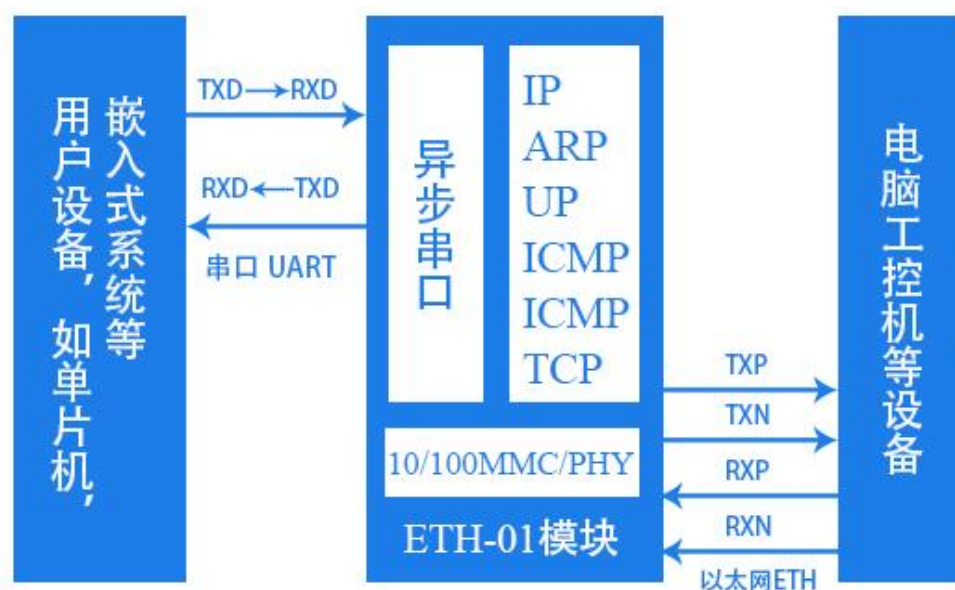 用户设备，如单片机，
嵌入式系统等
TXD→RXD
RXD←TXD
串口 UART
异步串口
IP
ARP
UP
ICMP
ICMP
TCP
10/100MMC/PHY
ETH-01模块
TXP
TXN
RXP
RXN
以太网ETH
电脑工控机等设备